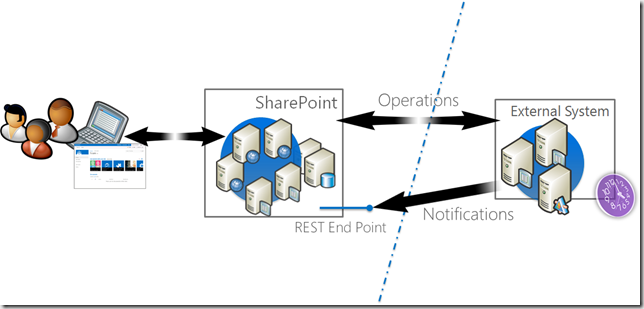 SharePoint
Operations
External System
REST End Point
Notifications